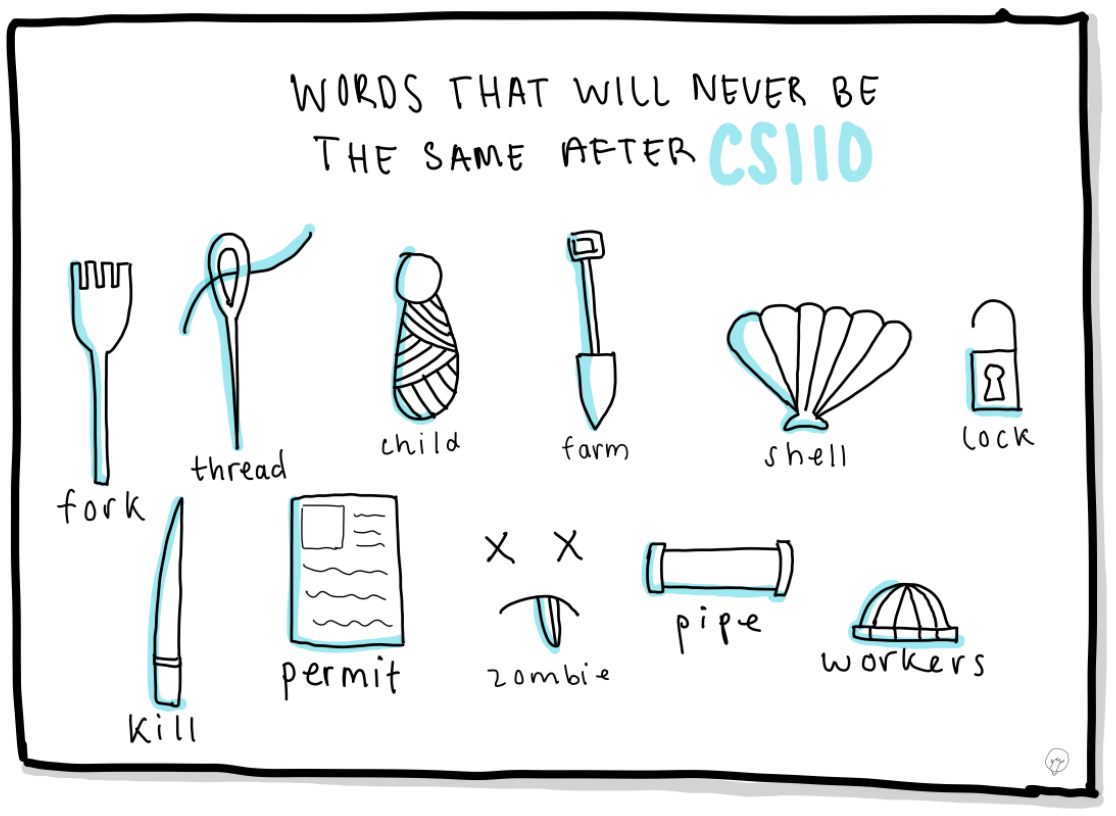 WORDS THAT WILL NEVER BE
THE SAME AFTER CS110
fork
thread
child
farm
shell
lock
kill
permit
zombie
pipe
workers